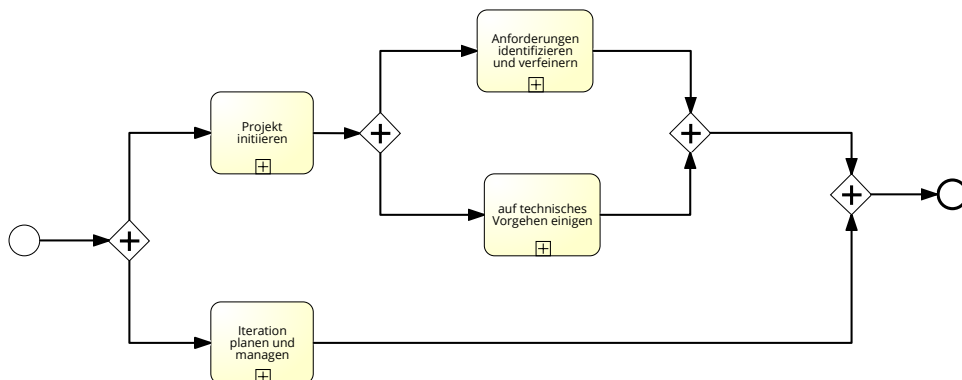 Anforderungen
identifizieren
und verfeinern
Projekt
initiieren
auf technisches
Vorgehen einigen
Iteration
planen und
managen